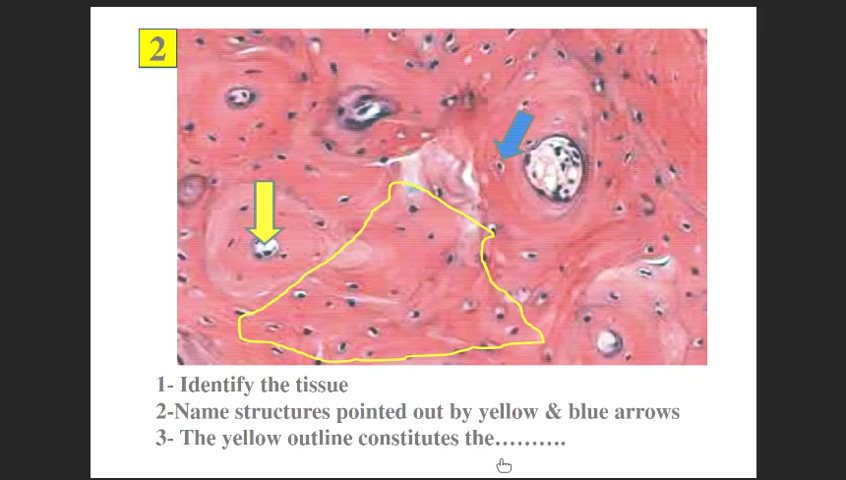 2
1- Identify the tissue
2-Name structures pointed out by yellow & blue arrows
3- The yellow outline constitutes the……….